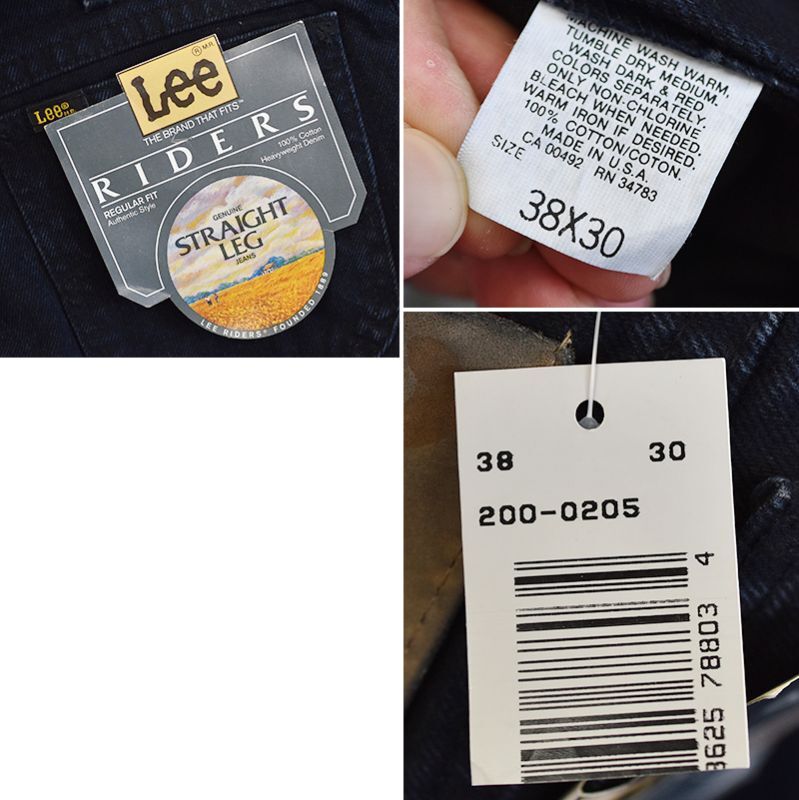 Lee ® M.R.
Lee® M.R.
THE BRAND THAT FITS™
RIDERS
REGULAR FIT
Authentic Style
100% Cotton
Heavyweight Denim
GENUINE
STRAIGHT
LEG
JEANS
LEE RIDERS® FOUNDED 1889
MACHINE WASH WARM.
TUMBLE DRY MEDIUM.
WASH DARK & RED
COLORS SEPARATELY.
ONLY NON-CHLORINE.
BLEACH WHEN NEEDED.
WARM IRON IF DESIRED.
100% COTTON/COTON.
MADE IN U.S.A.
CA 00492 RN 34783
SIZE
38X30
38 30
200-0205
3625 78803 4